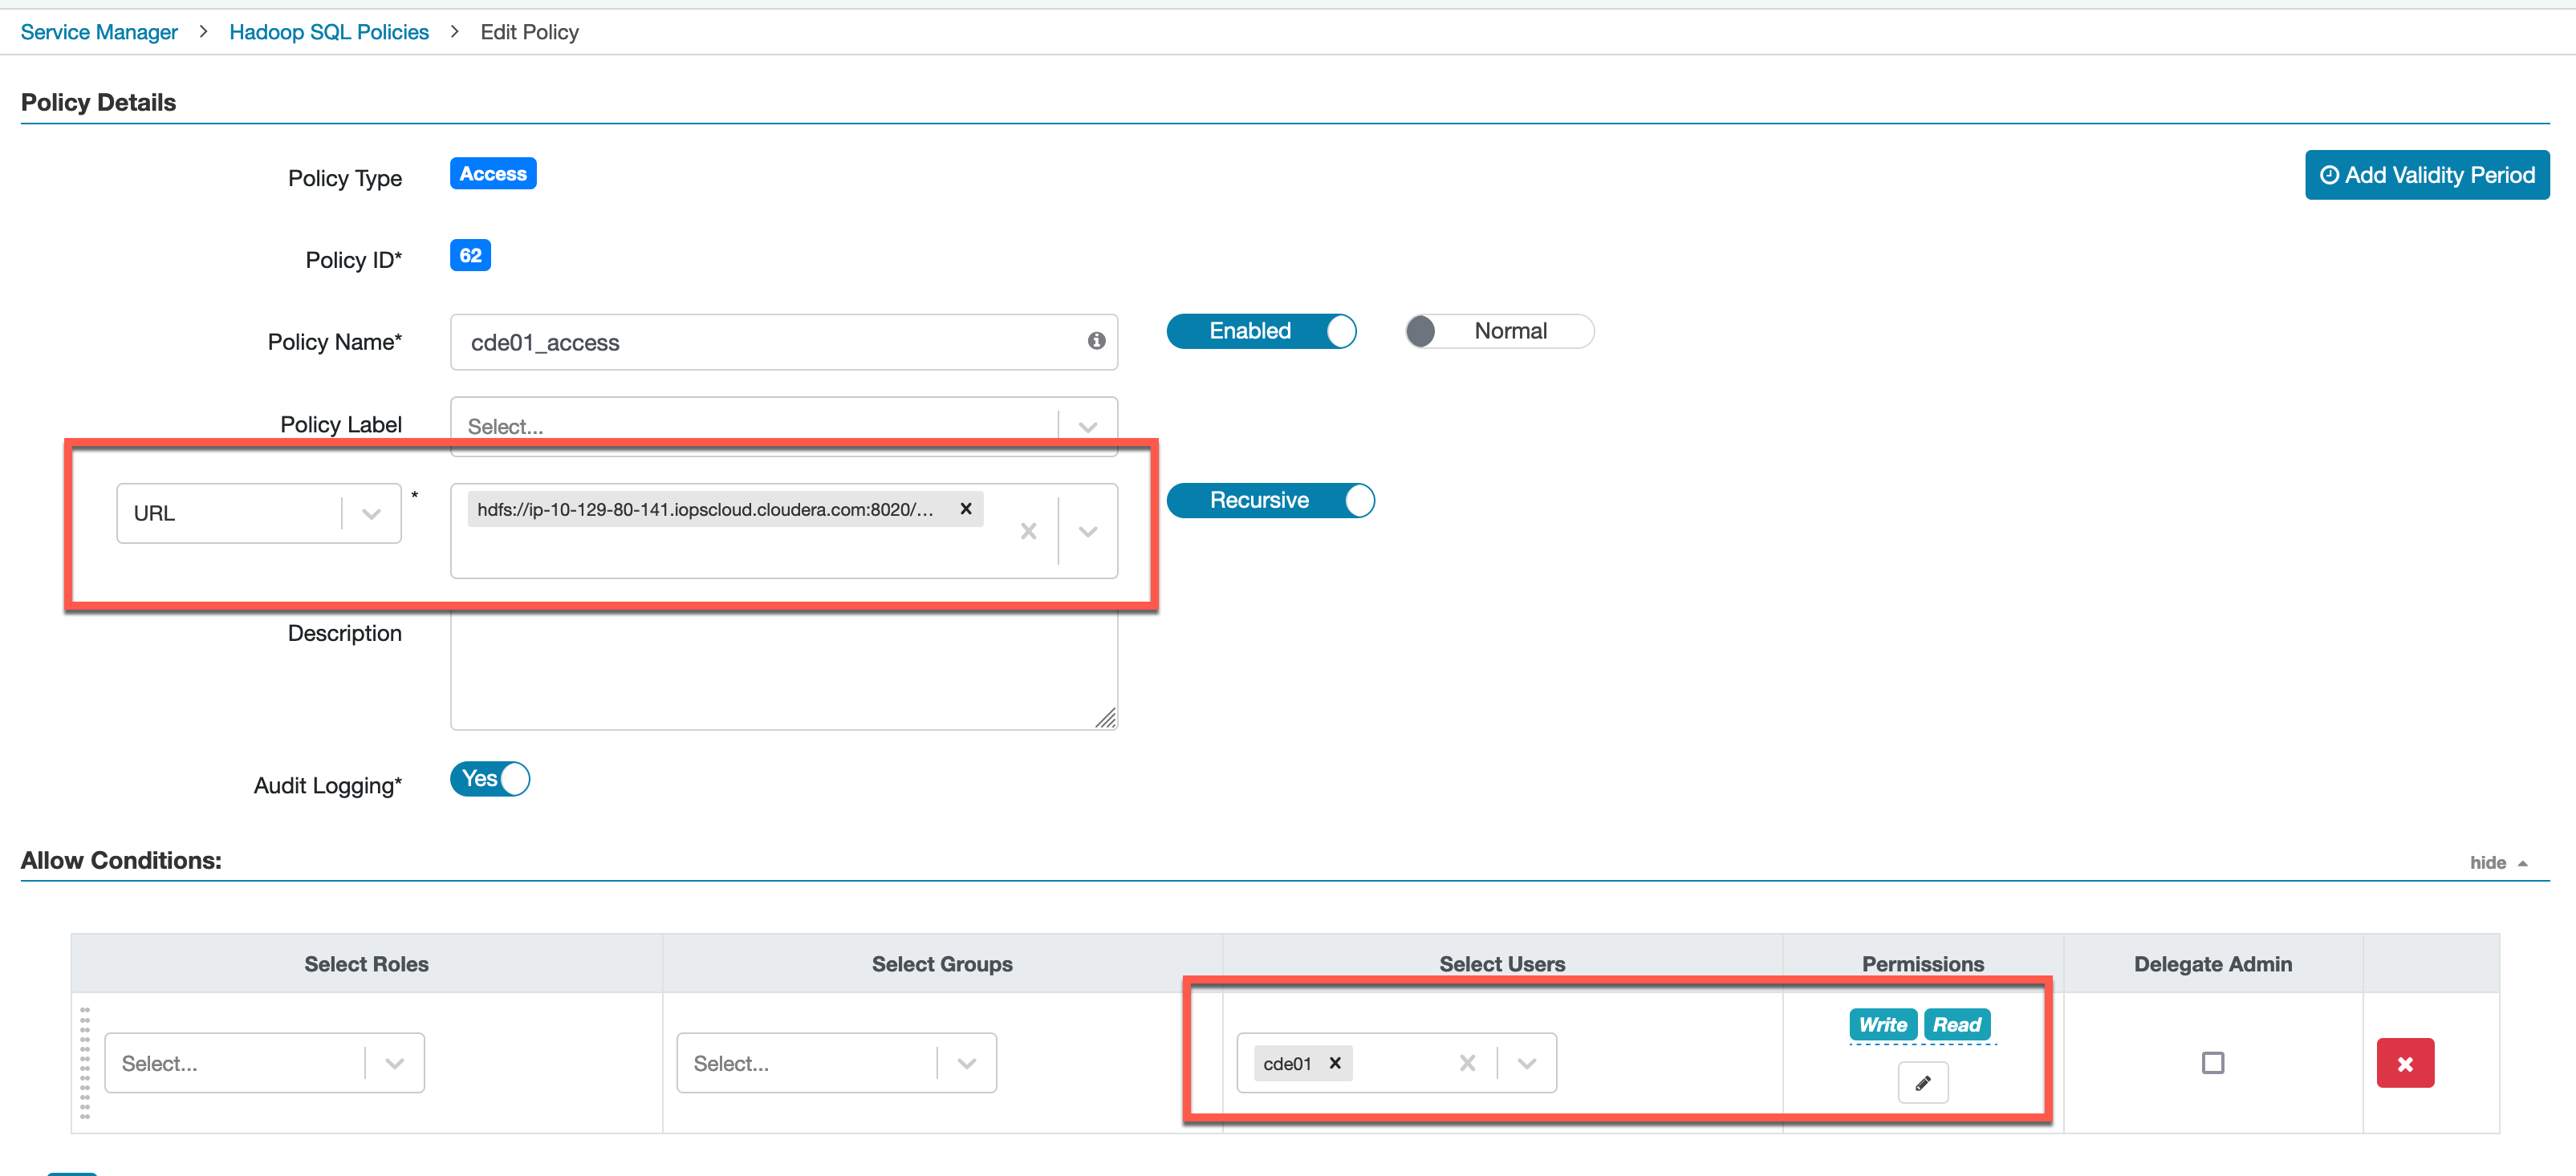 Service Manager > Hadoop SQL Policies > Edit Policy
Policy Details
Policy Type Access Add Validity Period
Policy ID* 62
Policy Name* cde01_access Enabled Normal
Policy Label Select...
URL * hdfs://ip-10-129-80-141.iopscloud.cloudera.com:8020/... Recursive
Description
Audit Logging* Yes
Allow Conditions: hide
Select Roles Select Groups Select Users Permissions Delegate Admin
Write Read
Select... Select... cde01